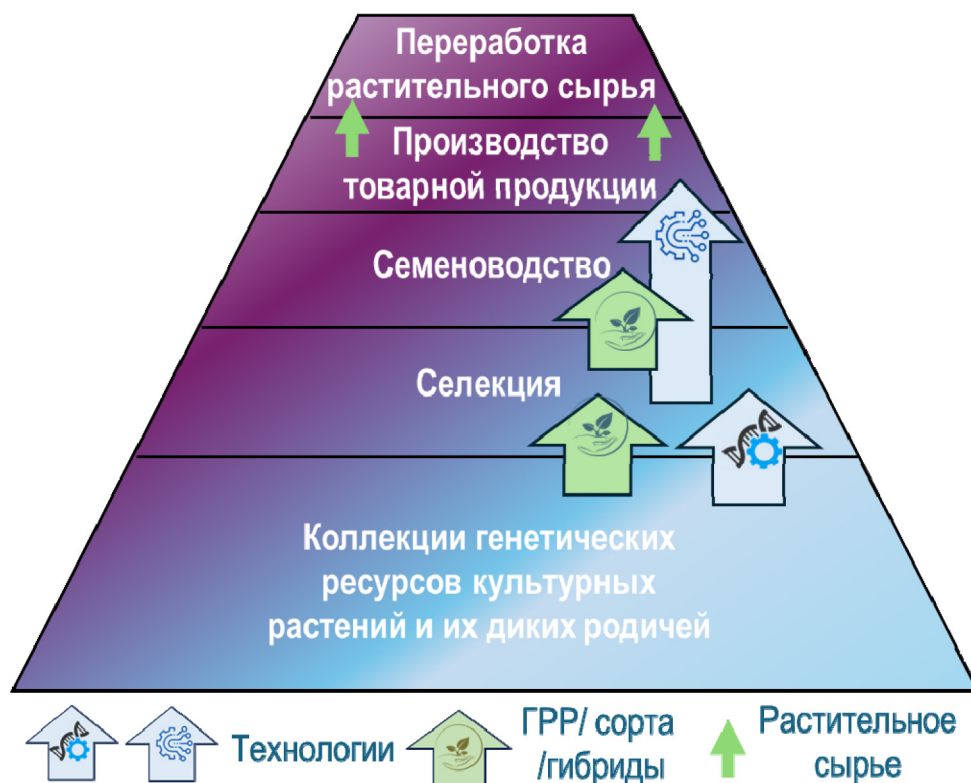 Переработка
растительного сырья
Производство
товарной продукции
Семеноводство
Селекция
Коллекции генетических
ресурсов культурных
растений и их диких родичей
Технологии
ГРР/ сорта
/гибриды
Растительное
сырье